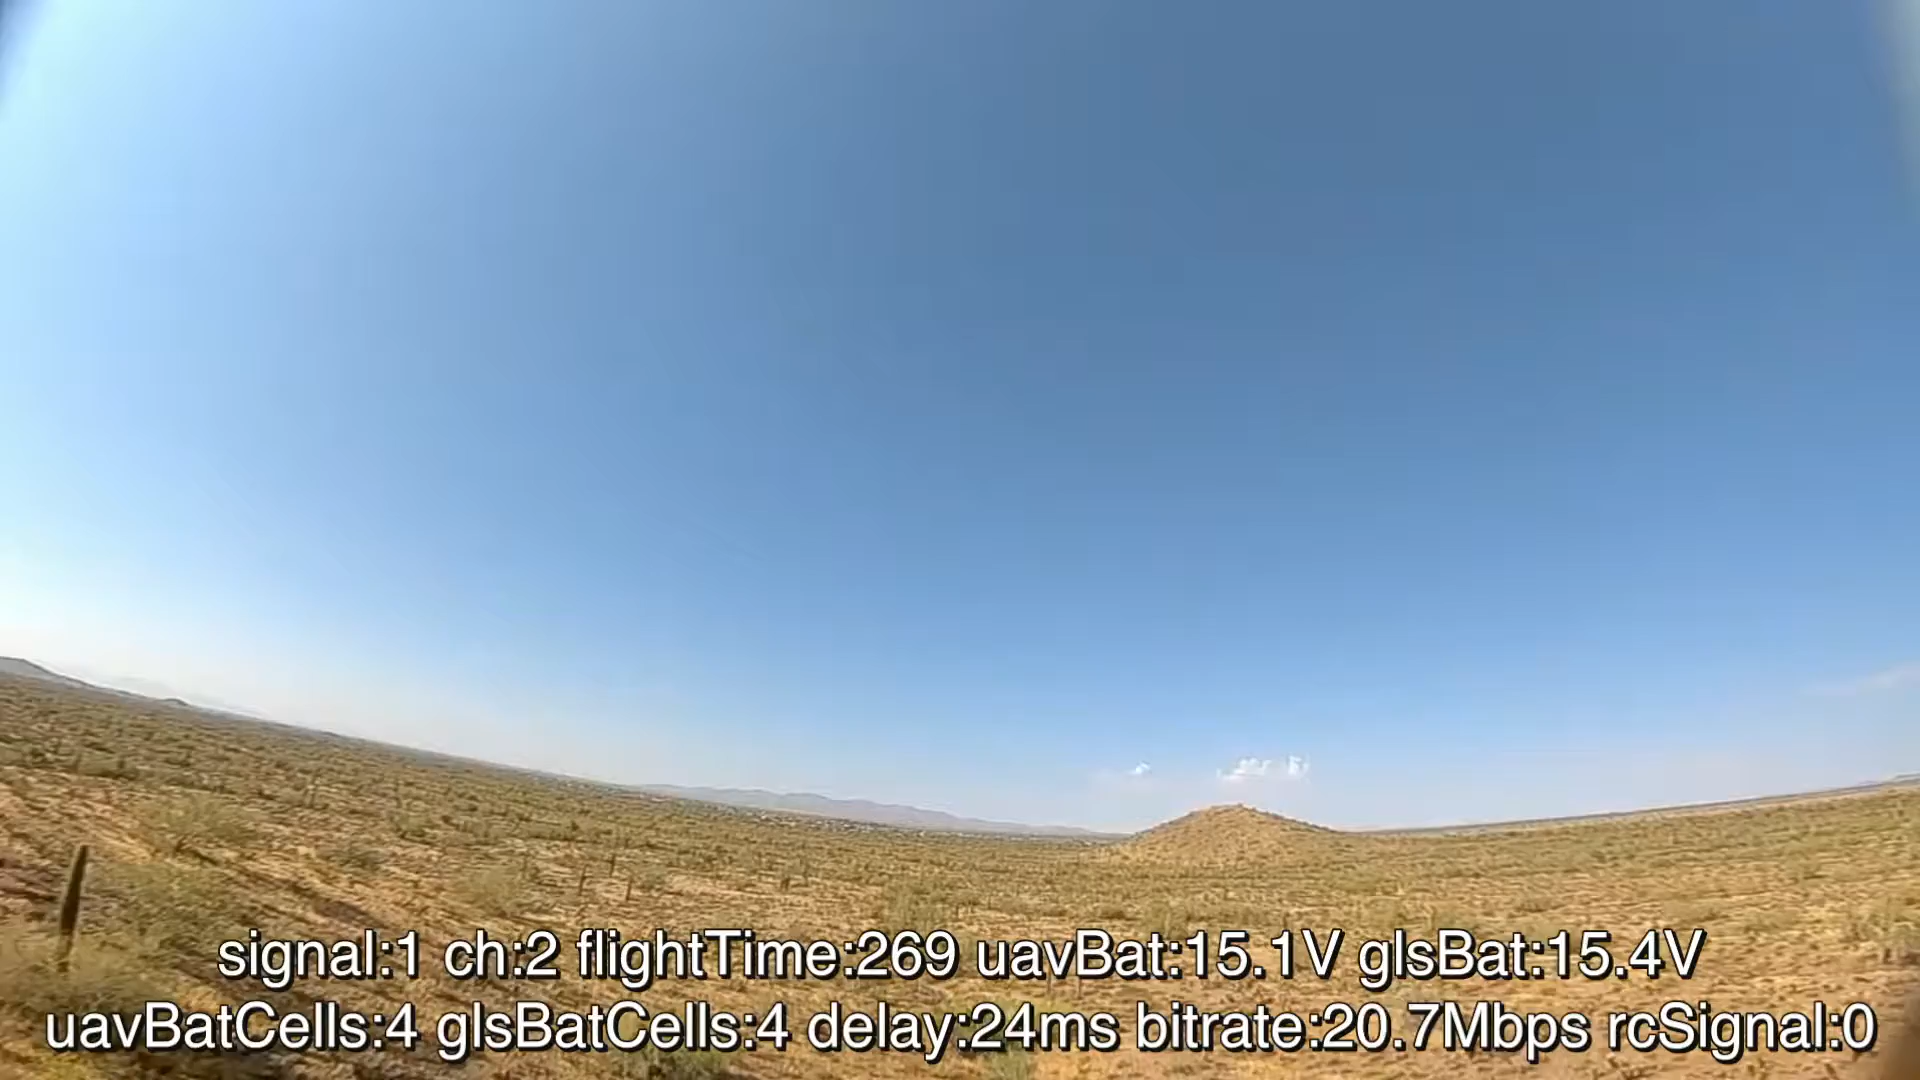 signal:1 ch:2 flightTime:269 uavBat:15.1V glsBat:15.4V
uavBatCells:4 glsBatCells:4 delay:24ms bitrate:20.7Mbps rcSignal:0